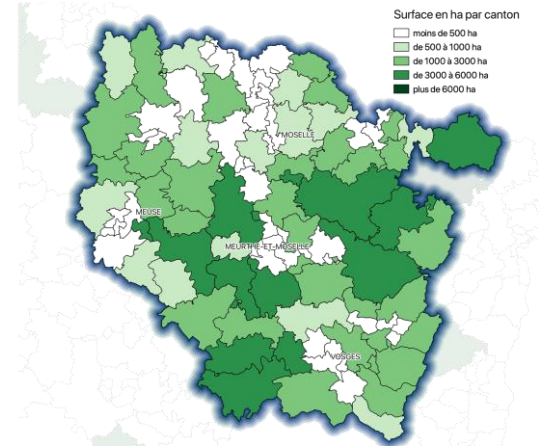 Surface en ha par canton
moins de 500 ha
de 500 à 1000 ha
de 1000 à 3000 ha
de 3000 à 6000 ha
plus de 6000 ha
MOSELLE
MEUSE
MEURTHE-ET-MOSELLE
VOSGES